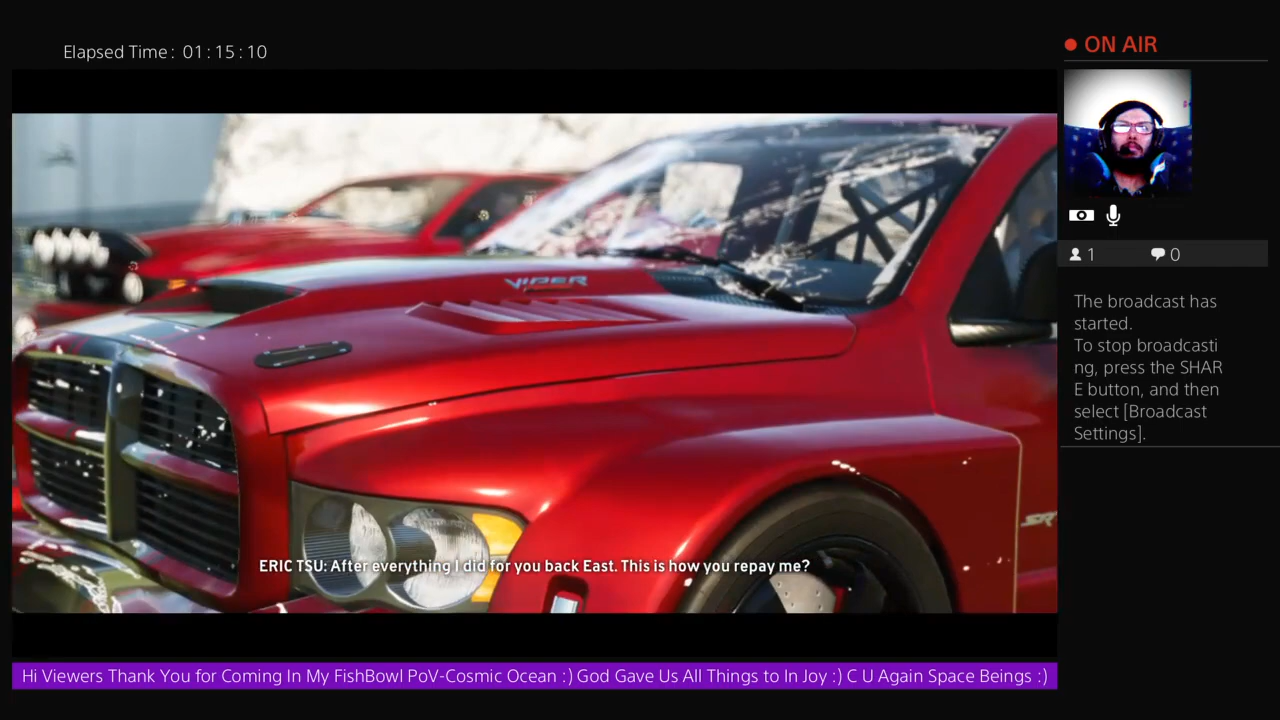 Elapsed Time: 01:15:10
ON AIR
1 0
The broadcast has
started.
To stop broadcasti
ng, press the SHAR
E button, and then
select [Broadcast
Settings].
VIPER
SRT
ERIC TSU: After everything I did for you back East. This is how you repay me?
Hi Viewers Thank You for Coming In My FishBowl PoV-Cosmic Ocean :) God Gave Us All Things to In Joy :) C U Again Space Beings :)